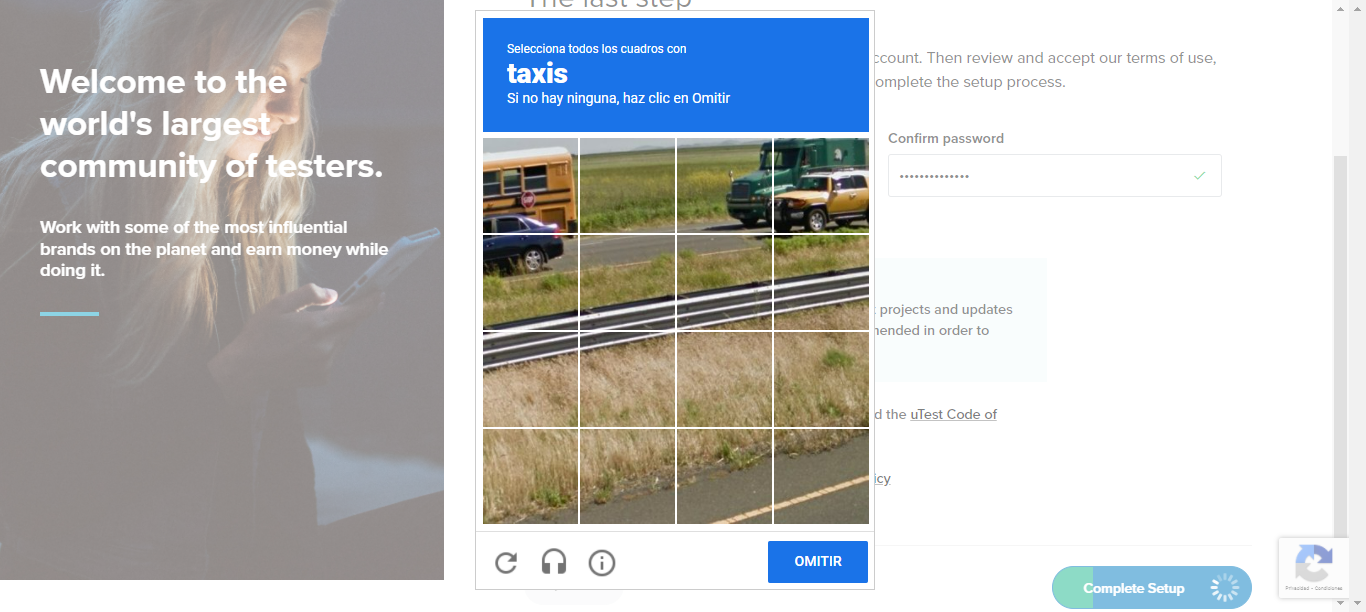 The last step
Welcome to the
world's largest
community of testers.
Work with some of the most influential
brands on the planet and earn money while
doing it.
Selecciona todos los cuadros con
taxis
Si no hay ninguna, haz clic en Omitir
STOP
OMITIR
ccount. Then review and accept our terms of use,
omplete the setup process.
Confirm password
••••••••••••••
projects and updates
nended in order to
d the uTest Code of
icy
Complete Setup
Privacidad - Condiciones